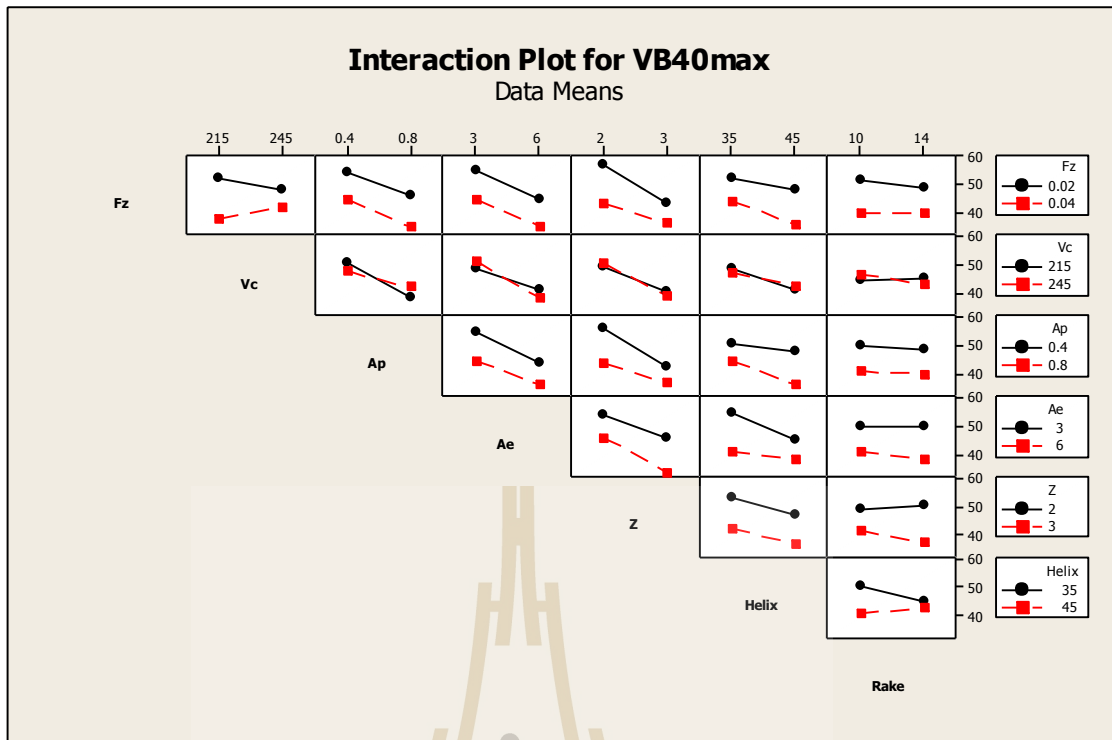 Interaction Plot for VB40max
Data Means
215 245 0.4 0.8 3 6 2 3 35 45 10 14
Fz
60
50
40
Fz
0.02
0.04
Vc
60
50
40
Vc
215
245
Ap
60
50
40
Ap
0.4
0.8
Ae
60
50
40
Ae
3
6
Z
60
50
40
Z
2
3
Helix
60
50
40
Helix
35
45
Rake